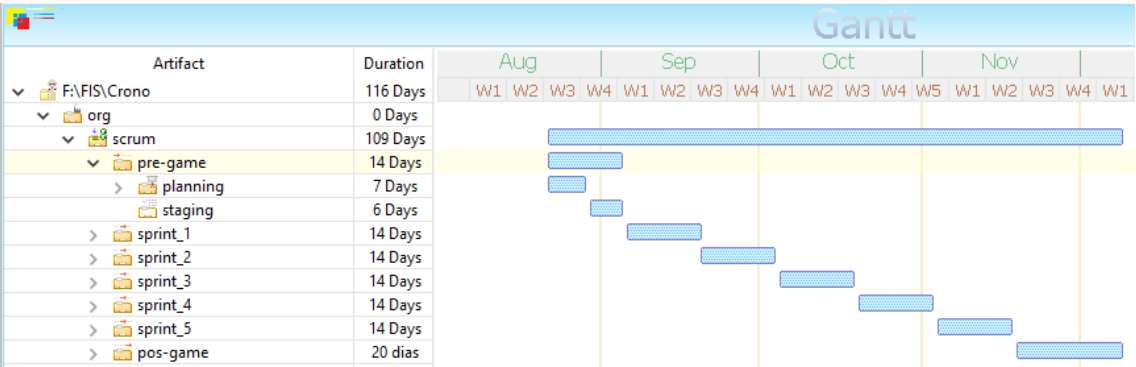 Gantt
Artifact Duration Aug Sep Oct Nov
F:\FIS\Crono 116 Days W1 W2 W3 W4 W1 W2 W3 W4 W1 W2 W3 W4 W5 W1 W2 W3 W4 W1
org 0 Days
scrum 109 Days
pre-game 14 Days
planning 7 Days
staging 6 Days
sprint_1 14 Days
sprint_2 14 Days
sprint_3 14 Days
sprint_4 14 Days
sprint_5 14 Days
pos-game 20 dias